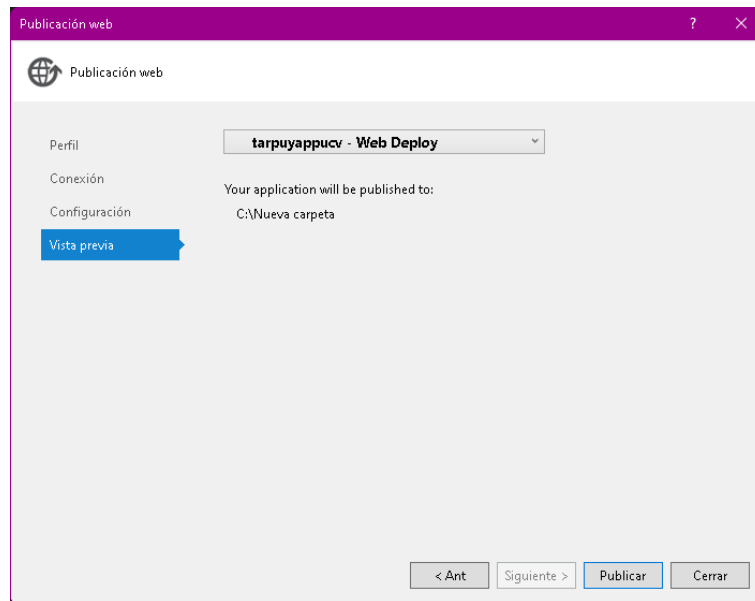 Publicación web
?
Publicación web
Perfil
Conexión
Configuración
Vista previa
tarpuyappucv - Web Deploy
Your application will be published to:
C:\Nueva carpeta
< Ant
Siguiente >
Publicar
Cerrar